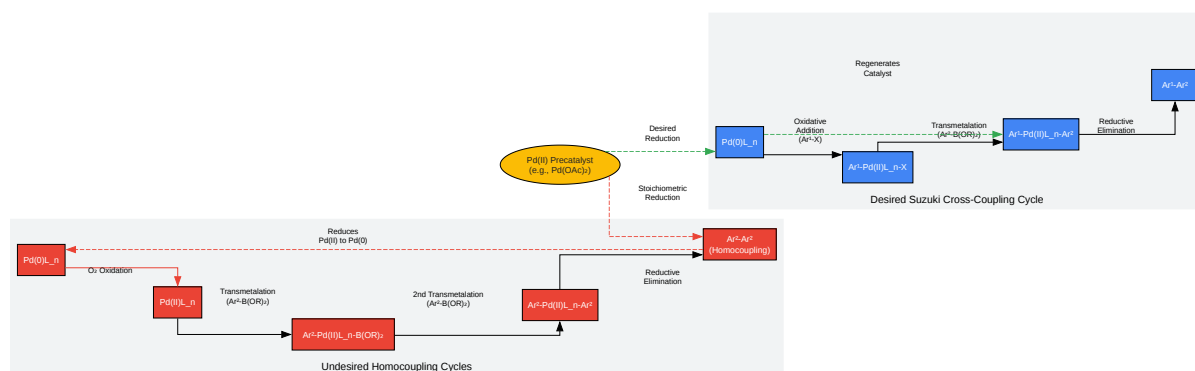 Regenerates
Catalyst
Ar¹–Ar²
Desired
Reduction
Oxidative
Addition
(Ar¹-X)
Transmetalation
(Ar²-B(OR)₂)
Reductive
Elimination
Pd(0)L_n
Ar¹–Pd(II)L_n-Ar²
Ar¹–Pd(II)L_n-X
Pd(II) Precatalyst
(e.g., Pd(OAc)₂)
Stoichiometric
Reduction
Desired Suzuki Cross-Coupling Cycle
Reduces
Pd(II) to Pd(0)
Ar²-Ar²
(Homocoupling)
Pd(0)L_n
O₂ Oxidation
Reductive
Elimination
Pd(II)L_n
Transmetalation
(Ar²-B(OR)₂)
2nd Transmetalation
(Ar²-B(OR)₂)
Ar²-Pd(II)L_n-Ar²
Ar²-Pd(II)L_n-B(OR)₂
Undesired Homocoupling Cycles